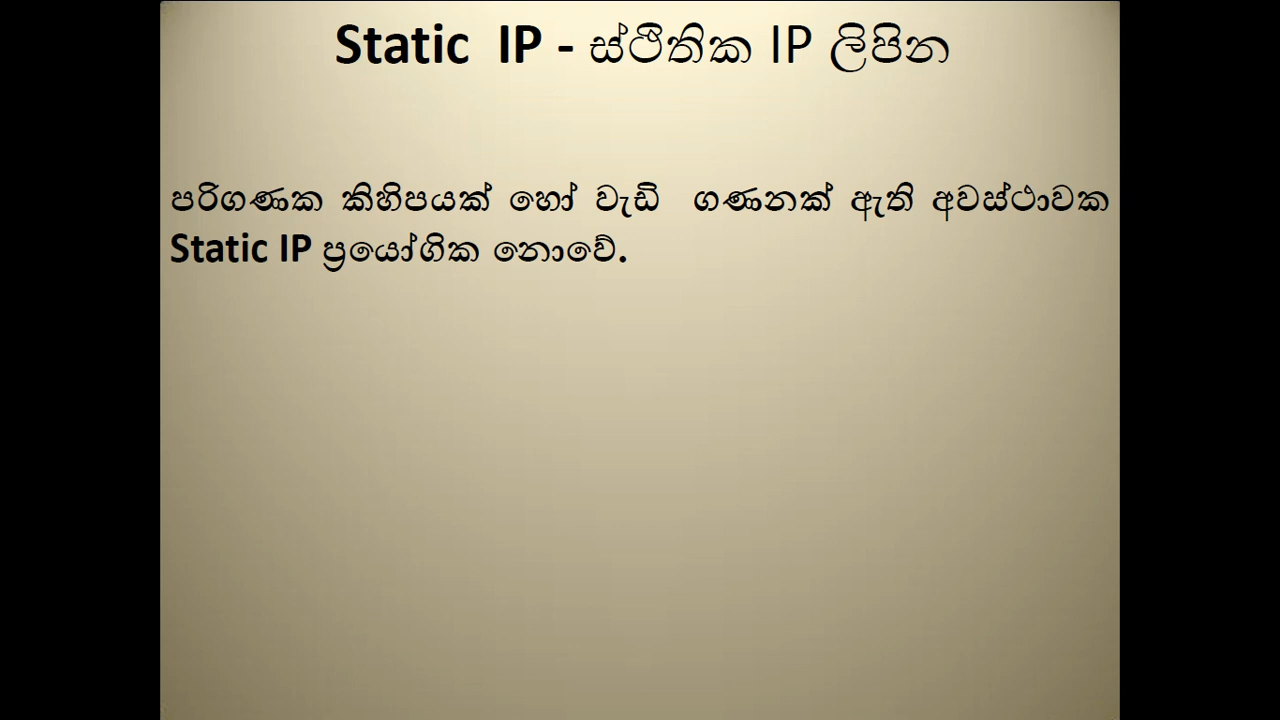 Static IP - ස්ථිතික IP ලිපින
පරිගණක කිහිපයක් හෝ වැඩි ගණනක් ඇති අවස්ථාවක
Static IP ප්‍රයෝගික නොවේ.